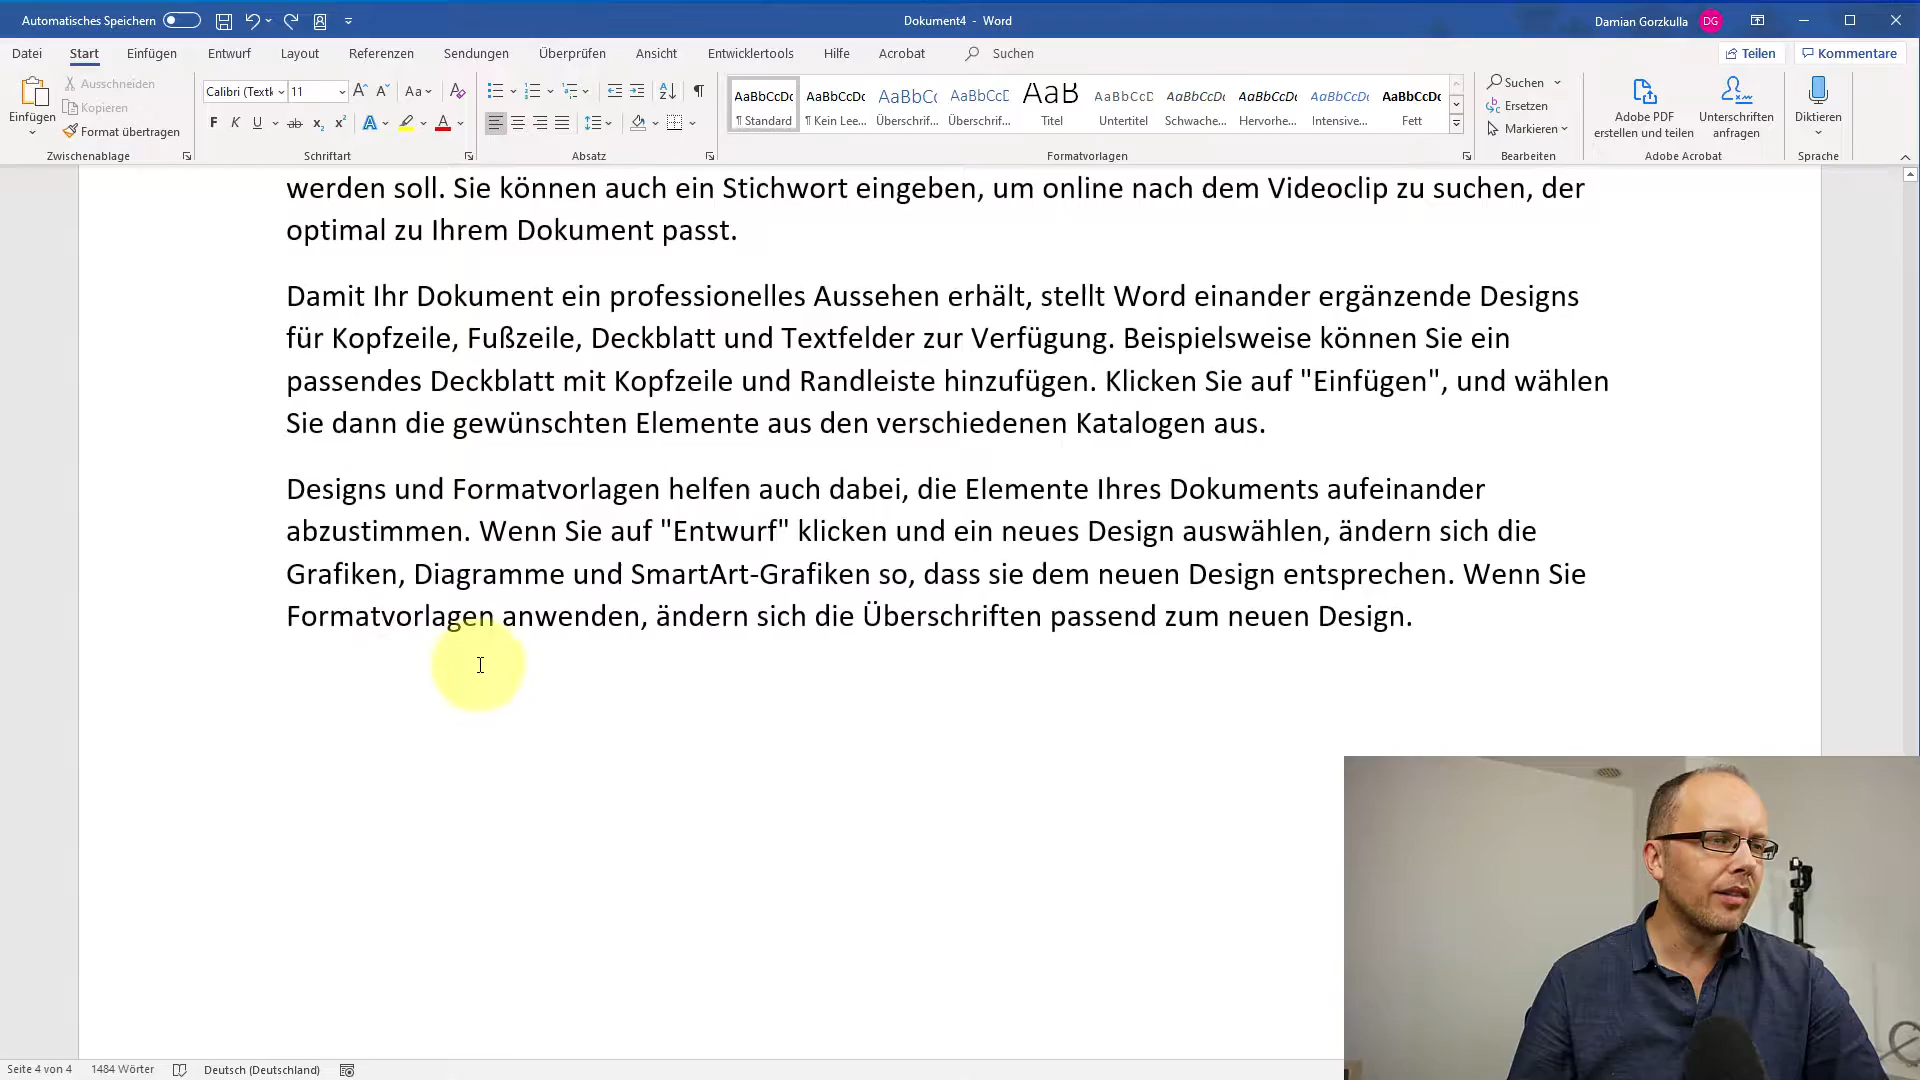 Automatisches Speichern
Dokument4 - Word
Damian Gorzkulla DG
Datei Start Einfügen Entwurf Layout Referenzen Sendungen Überprüfen Ansicht Entwicklertools Hilfe Acrobat Suchen Teilen Kommentare
Einfügen
Ausschneiden
Kopieren
Format übertragen
Zwischenablage
Calibri (Textk 11
Aa
F K U ab x₂ x² A A
Schriftart
Absatz
AaBbCcDc AaBbCcDc AaBbCc AaBbCcE AaB AaBbCcD AaBbCcDc AaBbCcDc AaBbCcDc AaBbCcDc
¶ Standard ¶ Kein Lee... Überschrif... Überschrif... Titel Untertitel Schwache... Hervorhe... Intensive... Fett
Formatvorlagen
Suchen
Ersetzen
Markieren
Bearbeiten
Adobe PDF
erstellen und teilen
Unterschriften
anfragen
Adobe Acrobat
Diktieren
Sprache
werden soll. Sie können auch ein Stichwort eingeben, um online nach dem Videoclip zu suchen, der
optimal zu Ihrem Dokument passt.
Damit Ihr Dokument ein professionelles Aussehen erhält, stellt Word einander ergänzende Designs
für Kopfzeile, Fußzeile, Deckblatt und Textfelder zur Verfügung. Beispielsweise können Sie ein
passendes Deckblatt mit Kopfzeile und Randleiste hinzufügen. Klicken Sie auf "Einfügen", und wählen
Sie dann die gewünschten Elemente aus den verschiedenen Katalogen aus.
Designs und Formatvorlagen helfen auch dabei, die Elemente Ihres Dokuments aufeinander
abzustimmen. Wenn Sie auf "Entwurf" klicken und ein neues Design auswählen, ändern sich die
Grafiken, Diagramme und SmartArt-Grafiken so, dass sie dem neuen Design entsprechen. Wenn Sie
Formatvorlagen anwenden, ändern sich die Überschriften passend zum neuen Design.
Seite 4 von 4 1484 Wörter Deutsch (Deutschland)